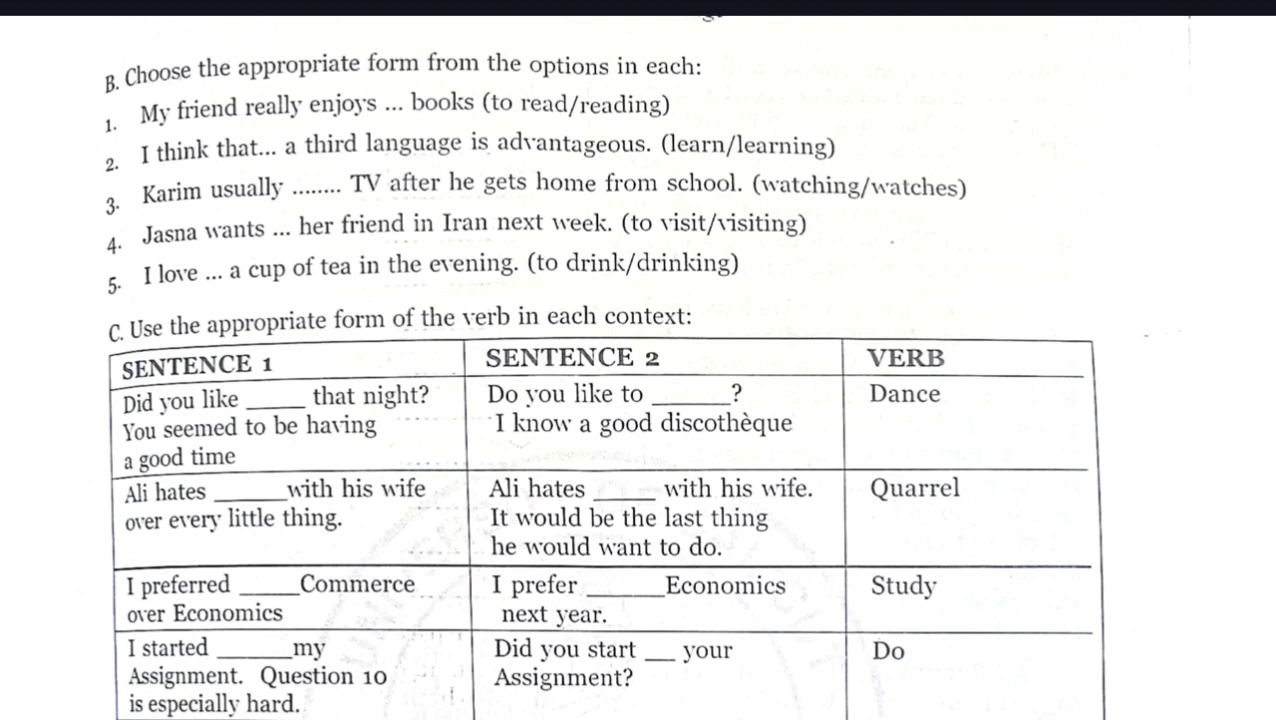 B. Choose the appropriate form from the options in each:
1. My friend really enjoys ... books (to read/reading)
2. I think that... a third language is advantageous. (learn/learning)
3. Karim usually ........ TV after he gets home from school. (watching/watches)
4. Jasna wants ... her friend in Iran next week. (to visit/visiting)
5. I love ... a cup of tea in the evening. (to drink/drinking)
C. Use the appropriate form of the verb in each context:
SENTENCE 1 SENTENCE 2 VERB
Did you like _____ that night? Do you like to _______? Dance
You seemed to be having I know a good discothèque
a good time
Ali hates ______with his wife Ali hates _____ with his wife. Quarrel
over every little thing. It would be the last thing
he would want to do.
I preferred _____Commerce I prefer ______Economics Study
over Economics next year.
I started ______my Did you start __ your Do
Assignment. Question 10 Assignment?
is especially hard.